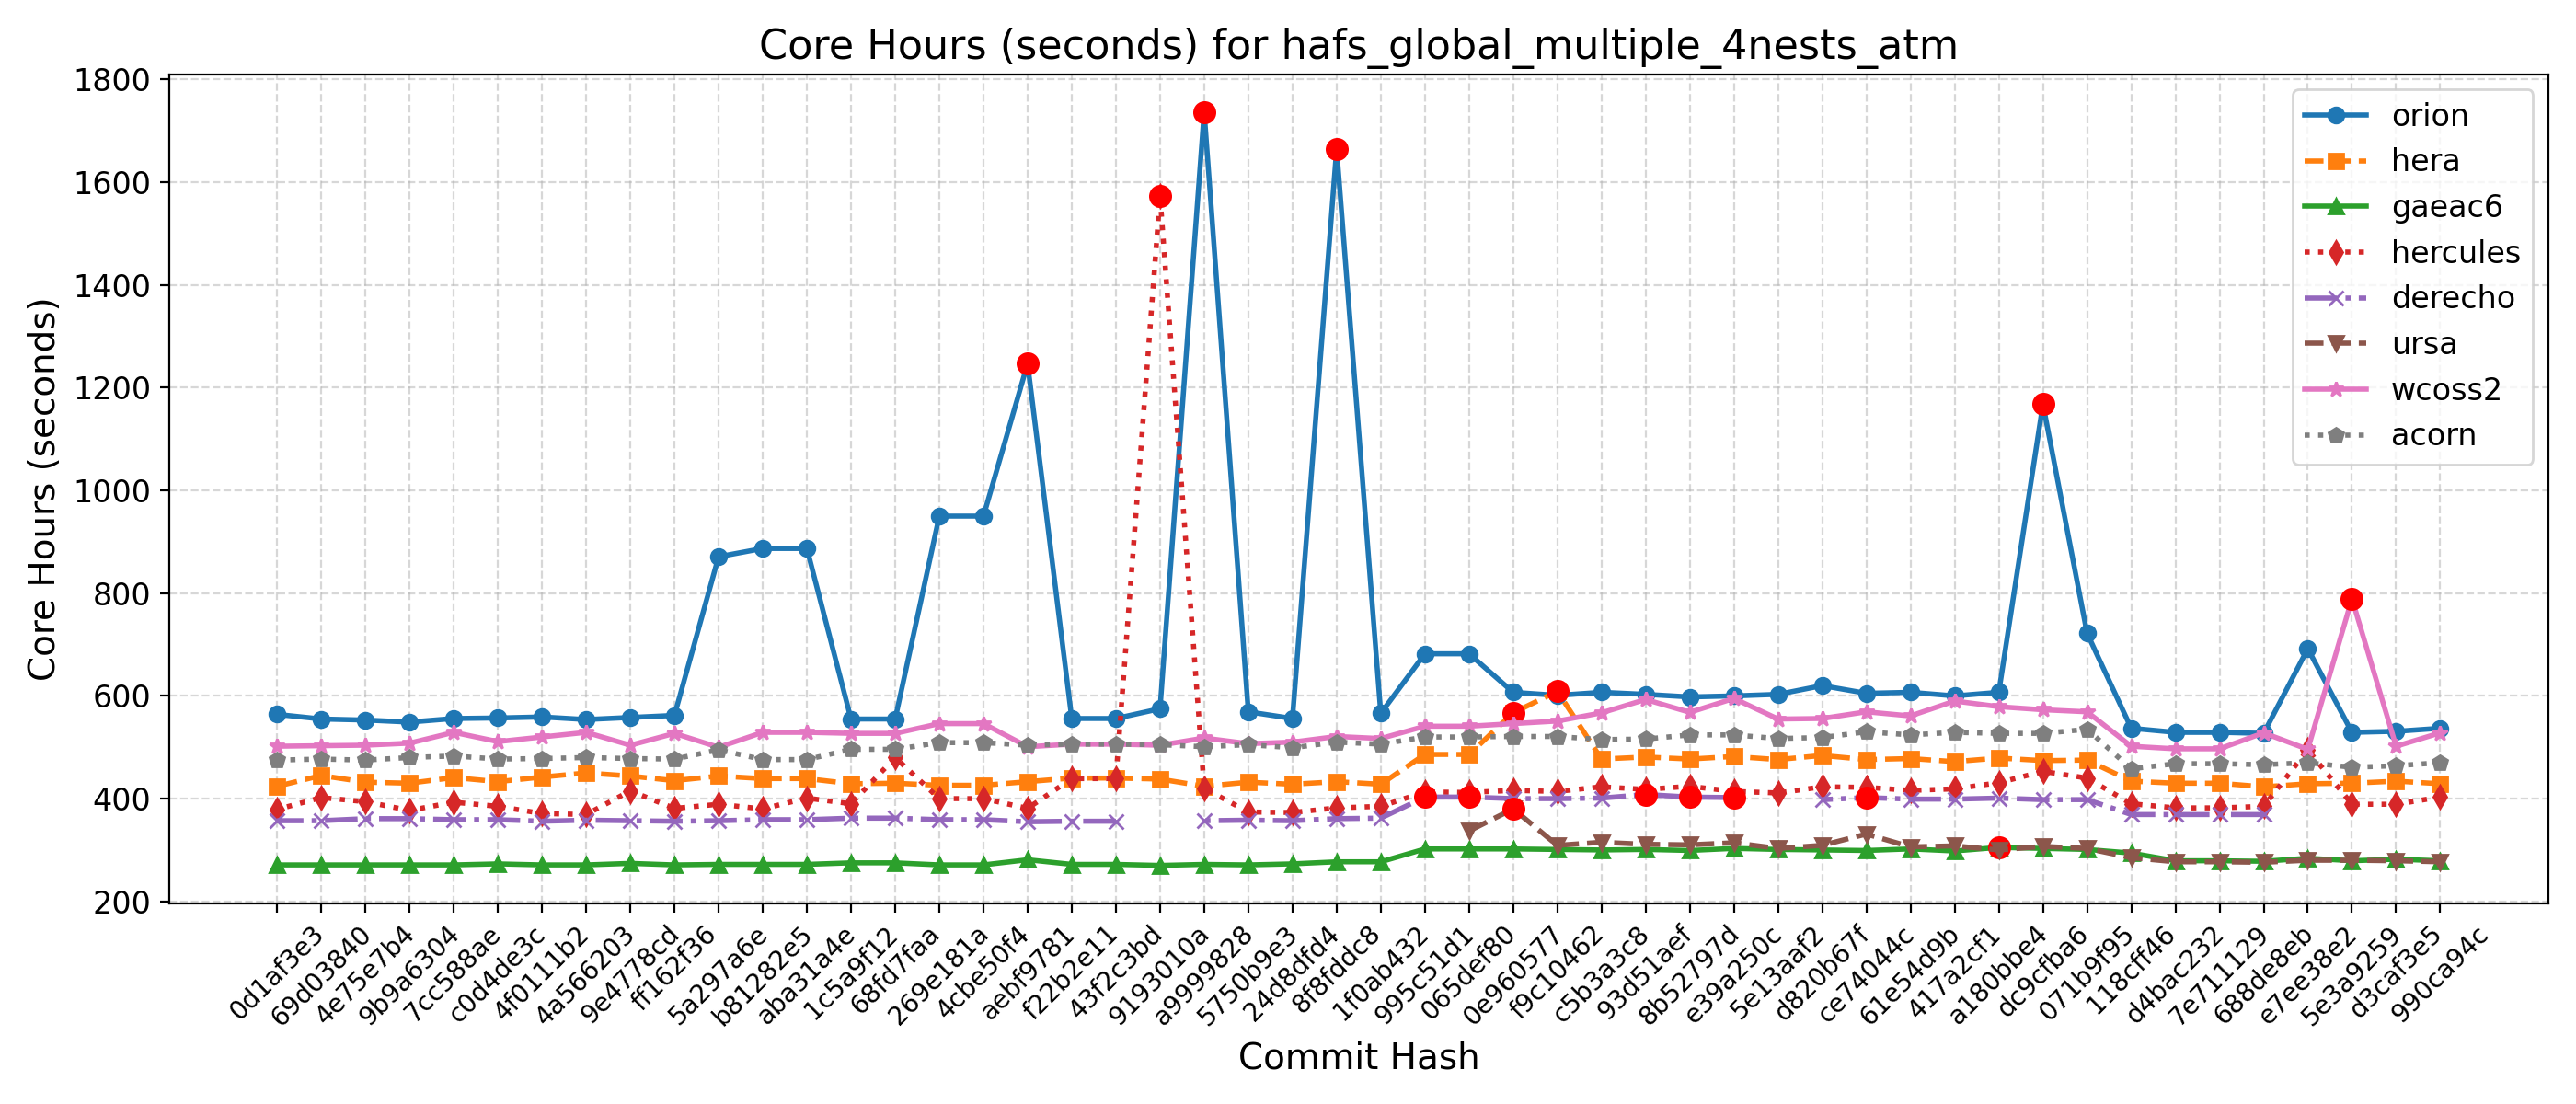 Core Hours (seconds) for hafs_global_multiple_4nests_atm
Core Hours (seconds)
1800
1600
1400
1200
1000
800
600
400
200
orion
hera
gaeac6
hercules
derecho
ursa
wcoss2
acorn
0d1af3e3
69d03840
4e75e7b4
9b9a6304
7cc588ae
c0d4de3c
4f0111b2
4a566203
9e4778cd
ff162f36
5a297a6e
b81282e5
aba31a4e
1c5a9f12
68fd7faa
269e181a
4cbe50f4
aebf9781
f22b2e11
43f2c3bd
9193010a
a9999828
5750b9e3
24d8dfd4
8f8fddc8
1f0ab432
995c51d1
065def80
0e960577
f9c10462
c5b3a3c8
93d51aef
8b52797d
e39a250c
5e13aaf2
d820b67f
ce74044c
61e54d9b
417a2cf1
a180bbe4
dc9cfba6
071b9f95
118cff46
d4bac232
7e711129
688de8eb
e7ee38e2
5e3a9259
d3caf3e5
990ca94c
Commit Hash